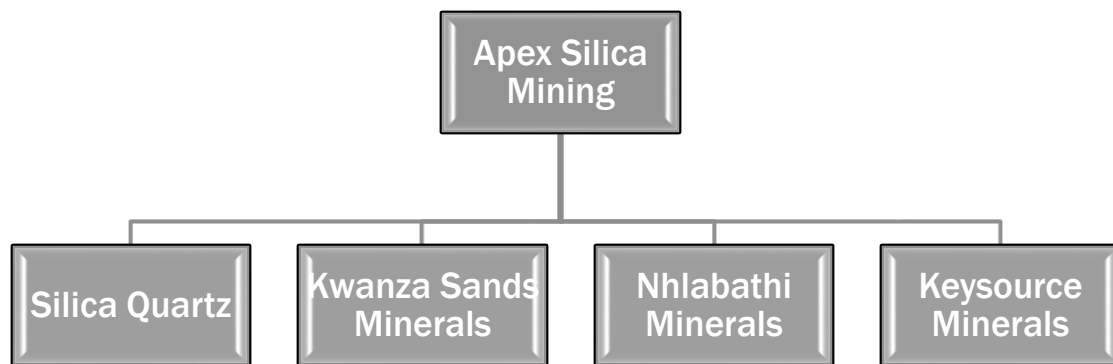 Apex Silica
Mining
Silica Quartz
Kwanza Sands
Minerals
Nhlabathi
Minerals
Keysource
Minerals